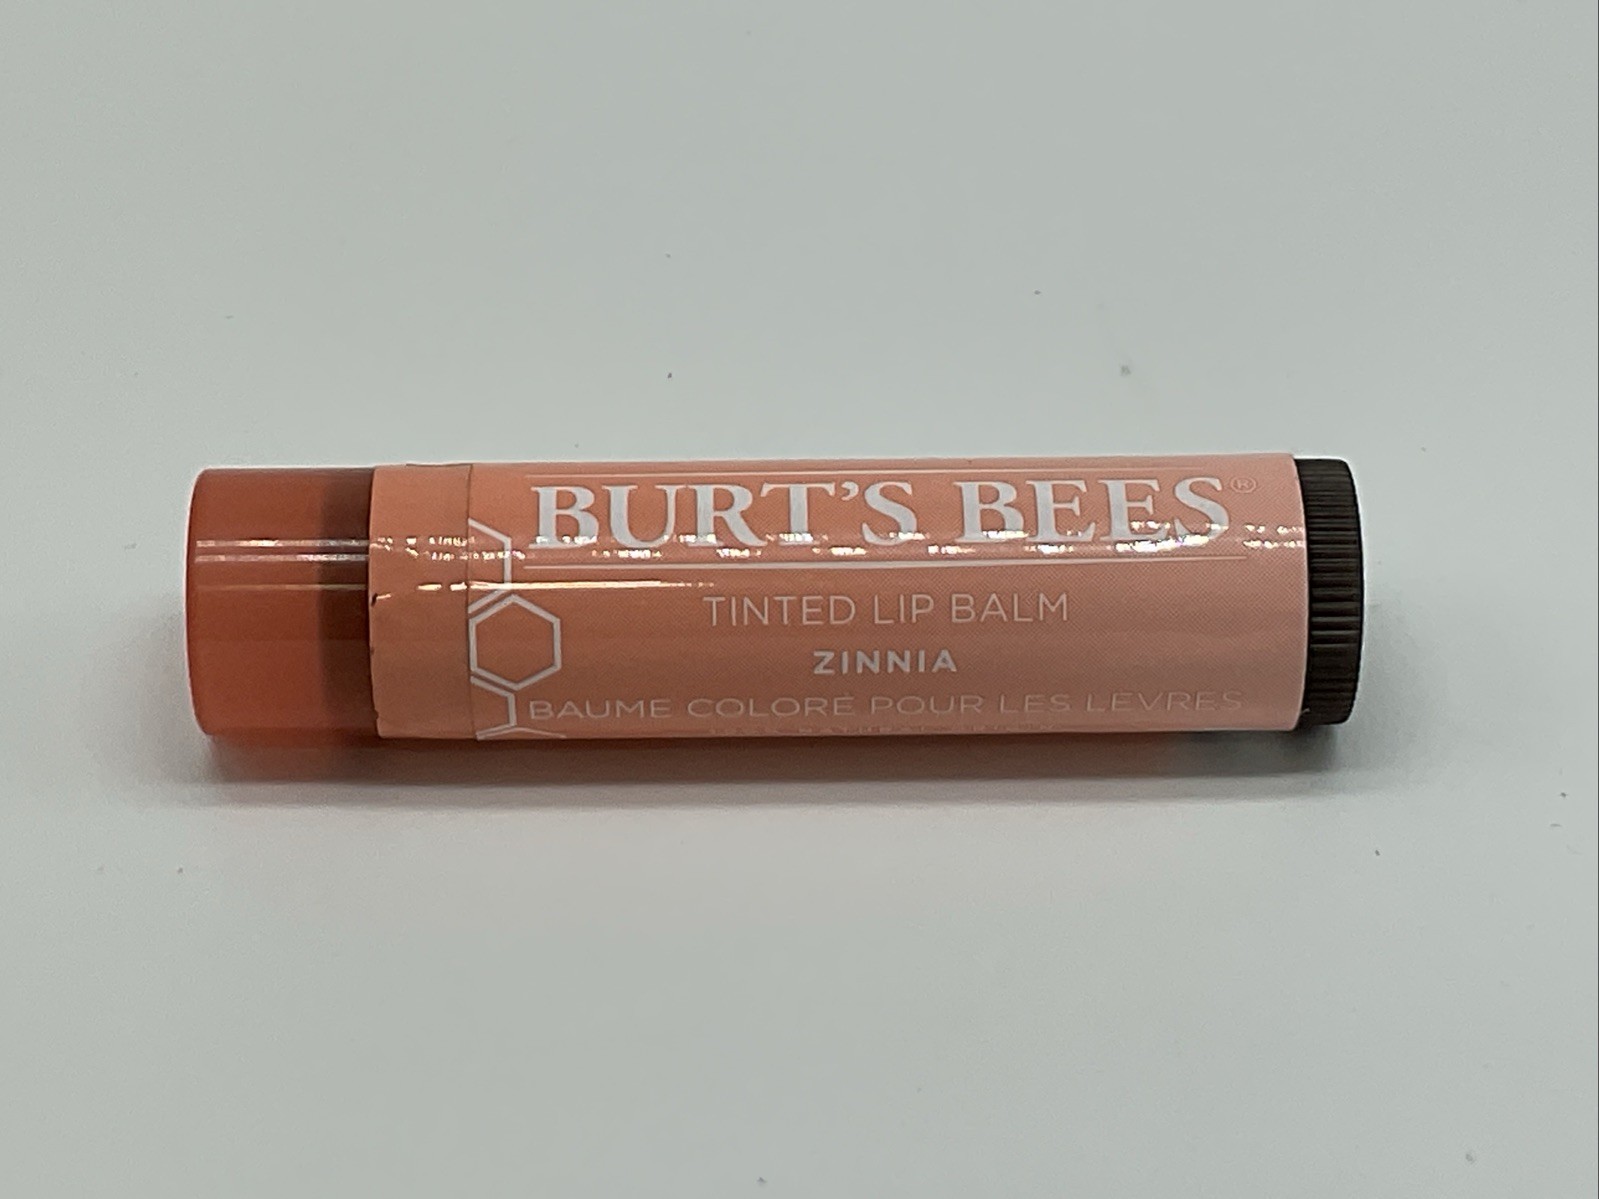 BURT'S BEES®
TINTED LIP BALM
ZINNIA
BAUME COLORÉ POUR LES LÈVRES